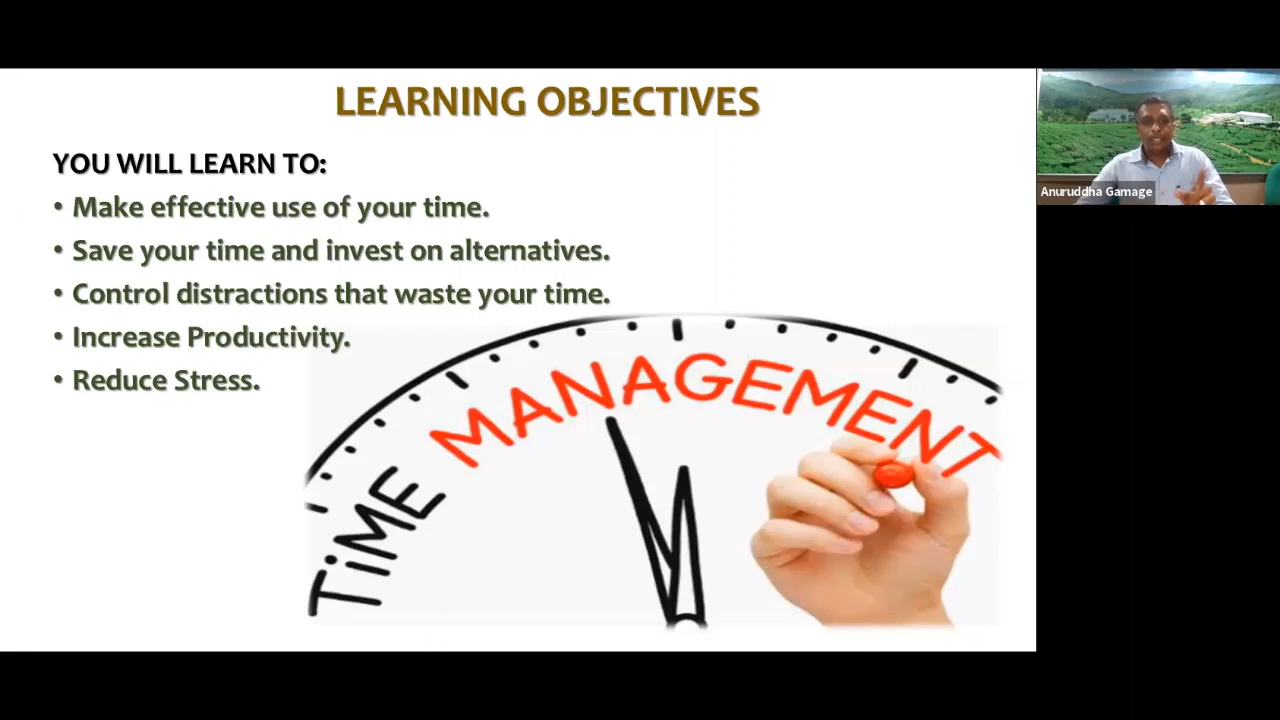 LEARNING OBJECTIVES
YOU WILL LEARN TO:
• Make effective use of your time.
• Save your time and invest on alternatives.
• Control distractions that waste your time.
• Increase Productivity.
• Reduce Stress.
TiME MANAGEMENT
Anuruddha Gamage